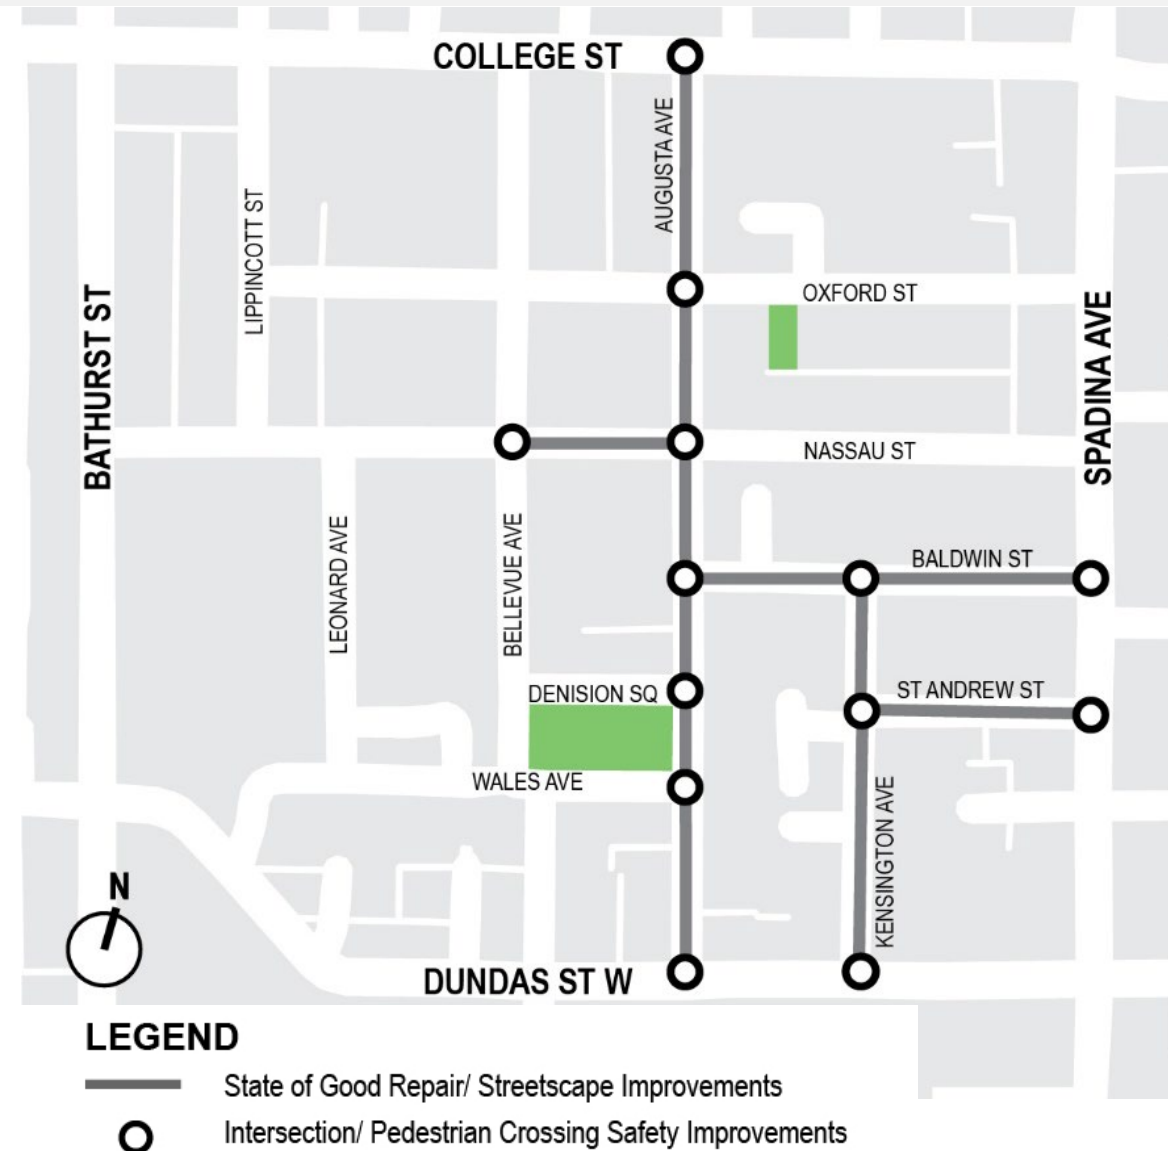 COLLEGE ST
AUGUSTA AVE
LIPPINCOTT ST
BATHURST ST
OXFORD ST
SPADINA AVE
NASSAU ST
LEONARD AVE
BELLEVUE AVE
BALDWIN ST
DENISION SQ
ST ANDREW ST
WALES AVE
KENSINGTON AVE
N
DUNDAS ST W
LEGEND
State of Good Repair/ Streetscape Improvements
Intersection/ Pedestrian Crossing Safety Improvements